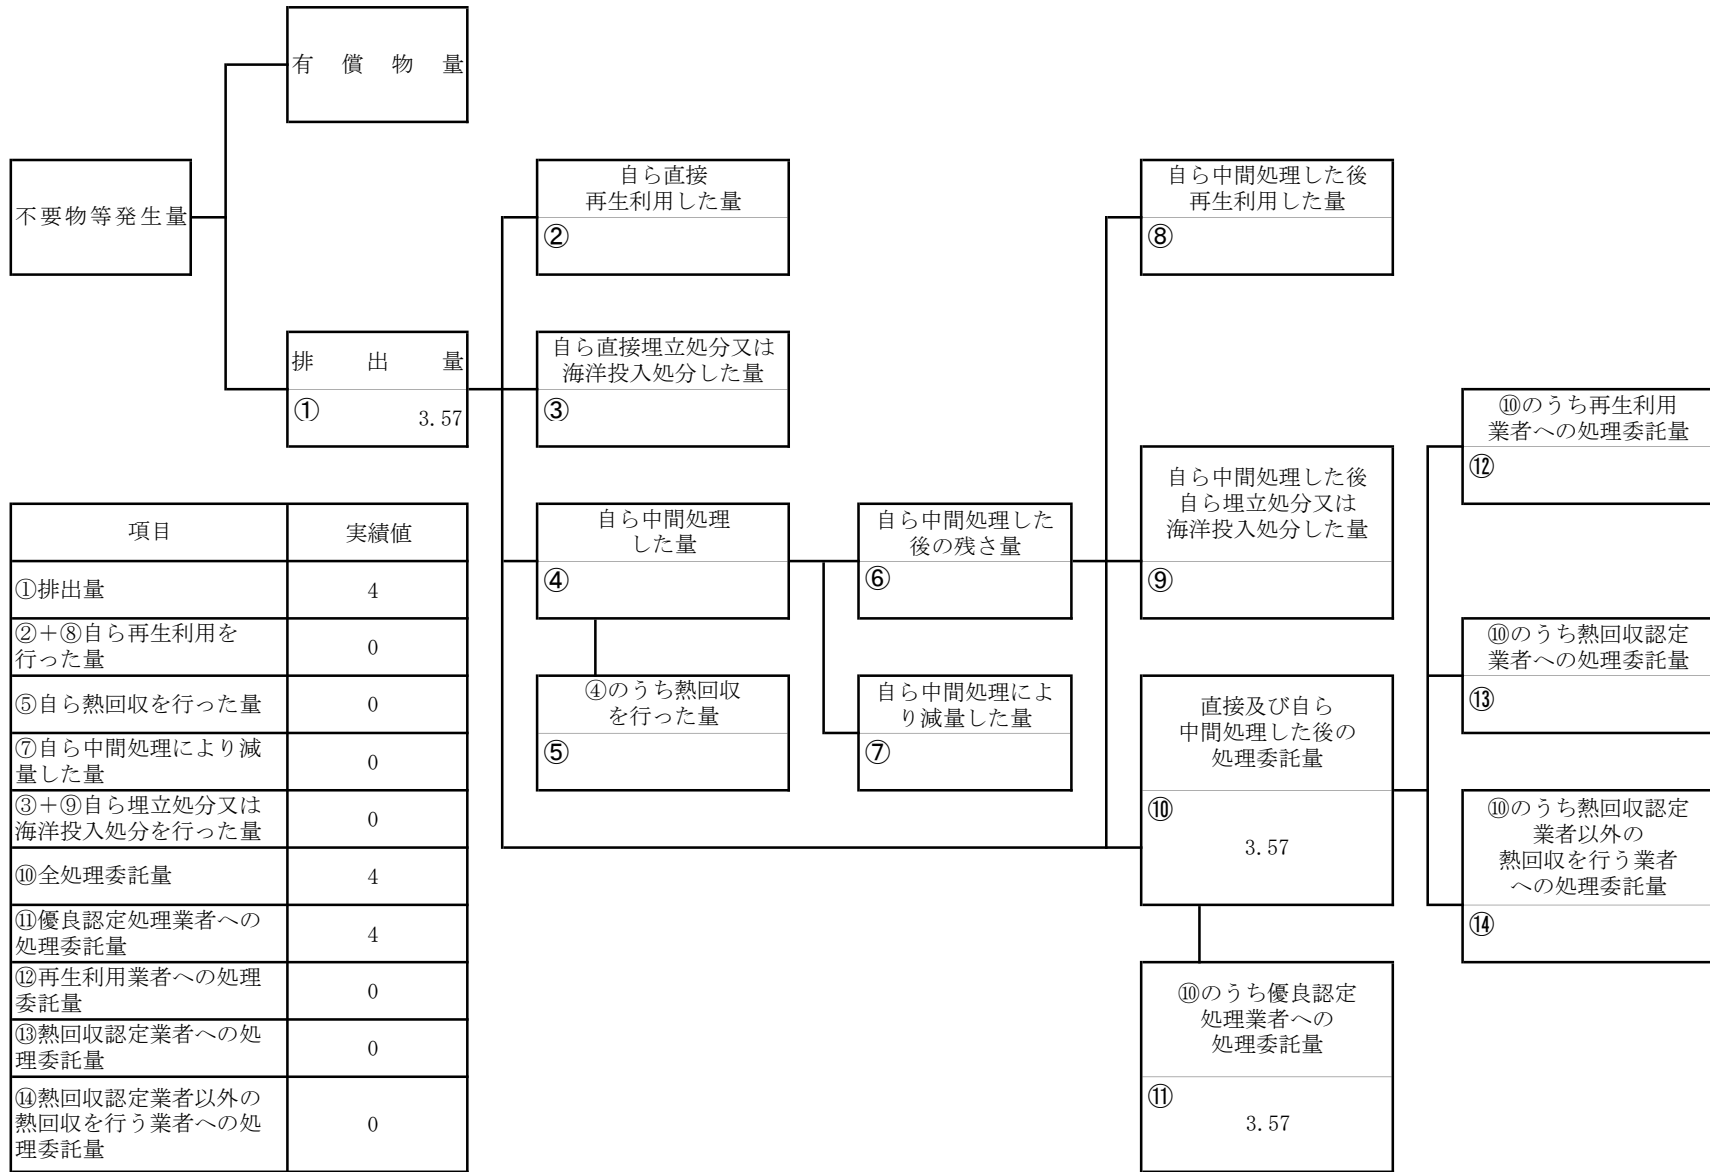 有償物量
不要物等発生量
排出量
①
3.57
自ら直接
再生利用した量
②
自ら直接埋立処分又は
海洋投入処分した量
③
自ら中間処理
した量
④
④のうち熱回収
を行った量
⑤
自ら中間処理した
後の残さ量
⑥
自ら中間処理によ
り減量した量
⑦
自ら中間処理した後
再生利用した量
⑧
自ら中間処理した後
自ら埋立処分又は
海洋投入処分した量
⑨
直接及び自ら
中間処理した後の
処理委託量
⑩
3.57
⑩のうち優良認定
処理業者への
処理委託量
⑪
3.57
⑩のうち再生利用
業者への処理委託量
⑫
⑩のうち熱回収認定
業者への処理委託量
⑬
⑩のうち熱回収認定
業者以外の
熱回収を行う業者
への処理委託量
⑭
項目 実績値
①排出量 4
②+⑧自ら再生利用を
行った量 0
⑤自ら熱回収を行った量 0
⑦自ら中間処理により減
量した量 0
③+⑨自ら埋立処分又は
海洋投入処分を行った量 0
⑩全処理委託量 4
⑪優良認定処理業者への
処理委託量 4
⑫再生利用業者への処理
委託量 0
⑬熱回収認定業者への処
理委託量 0
⑭熱回収認定業者以外の
熱回収を行う業者への処
理委託量 0